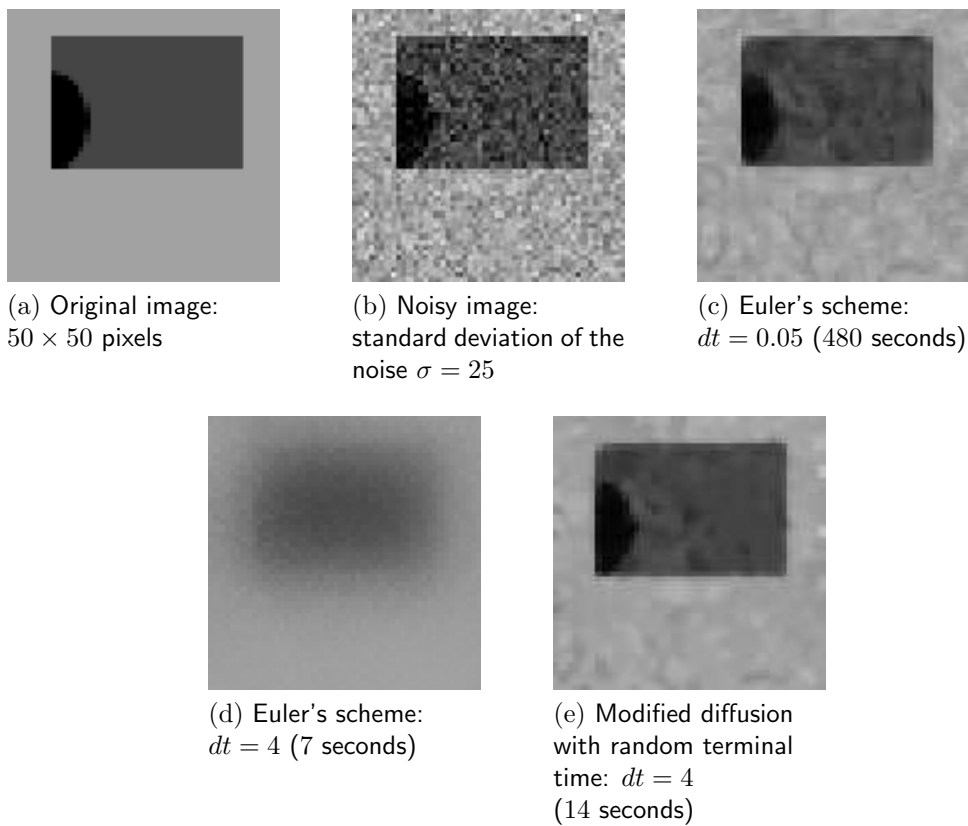 (a) Original image:
50 × 50 pixels
(b) Noisy image:
standard deviation of the
noise σ = 25
(c) Euler's scheme:
dt = 0.05 (480 seconds)
(d) Euler's scheme:
dt = 4 (7 seconds)
(e) Modified diffusion
with random terminal
time: dt = 4
(14 seconds)